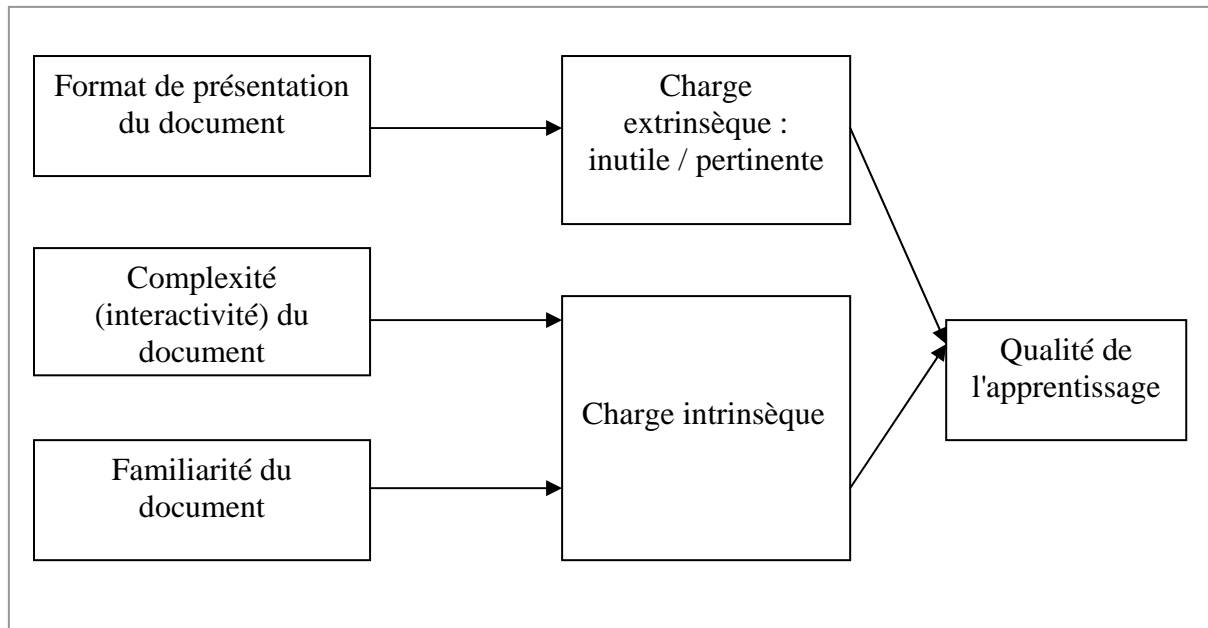 Format de présentation
du document
Charge
extrinsèque :
inutile / pertinente
Complexité
(interactivité) du
document
Charge intrinsèque
Qualité de
l'apprentissage
Familiarité du
document